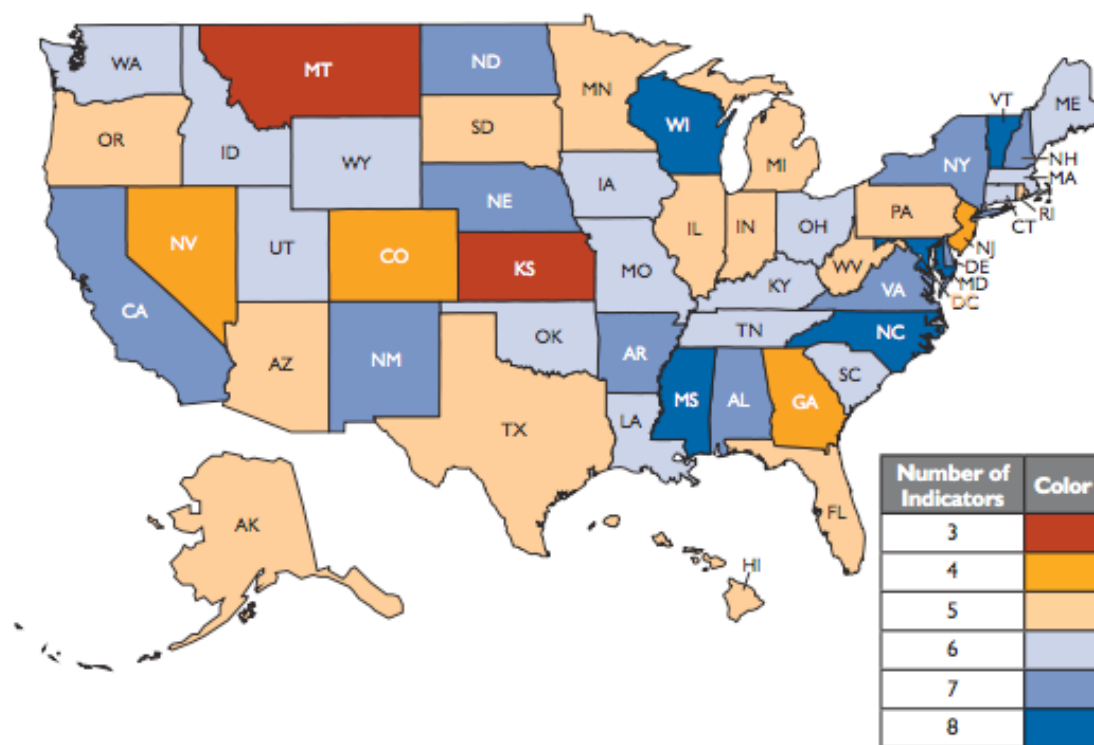 WA
MT
ND
MN
VT
ME
OR
ID
SD
WI
MI
NY
NH
MA
WY
IA
NE
PA
RI
CT
NV
UT
CO
IL
IN
OH
NJ
KS
MO
WV
DE
MD
DC
CA
KY
VA
AZ
NM
OK
AR
TN
NC
SC
MS
AL
GA
LA
TX
AK
FL
HI
Number of Indicators Color
3
4
5
6
7
8